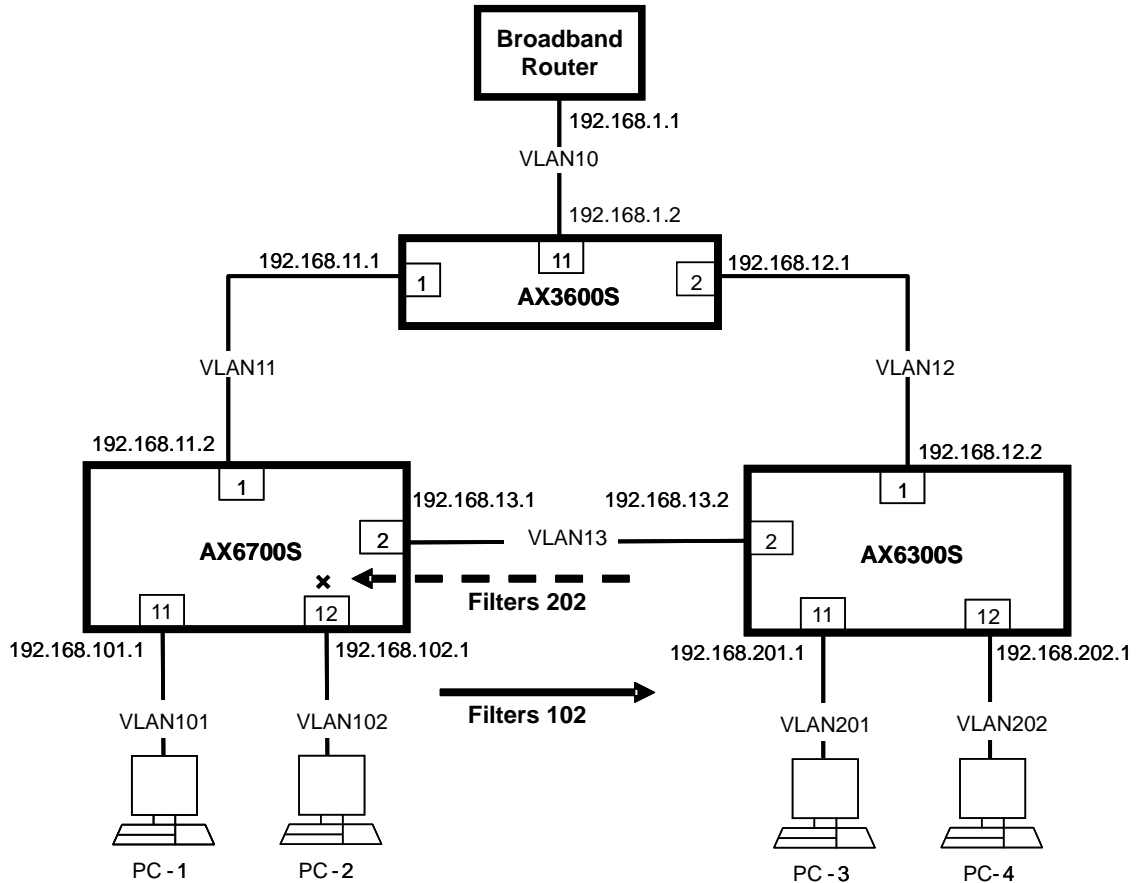 Broadband
Router
192.168.1.1
VLAN10
192.168.1.2
192.168.11.1
11
192.168.12.1
1
2
AX3600S
VLAN11
VLAN12
192.168.11.2
192.168.12.2
1
192.168.13.1
192.168.13.2
1
AX6700S
2
VLAN13
2
AX6300S
×
Filters 202
11
12
11
12
192.168.101.1
192.168.102.1
192.168.201.1
192.168.202.1
Filters 102
VLAN101
VLAN102
VLAN201
VLAN202
PC-1
PC-2
PC-3
PC-4